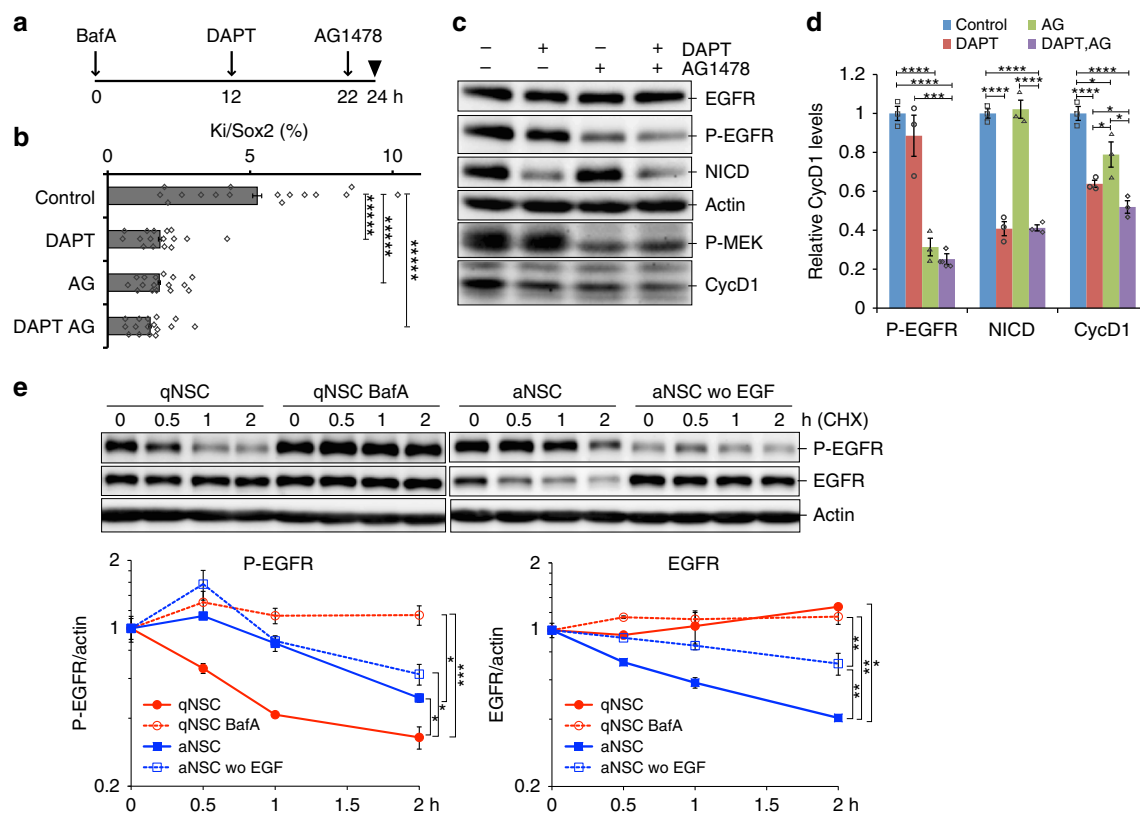 a
BafA DAPT AG1478
0 12 22 24 h
b
Ki/Sox2 (%)
0 5 10
Control
DAPT
AG
DAPT AG
****
*****
****
c
– + – + DAPT
– – + + AG1478
EGFR
P-EGFR
NICD
Actin
P-MEK
CycD1
d
Control AG
DAPT DAPT,AG
Relative CycD1 levels
1.2
1
0.8
0.6
0.4
0.2
0
****
****
***
****
****
****
****
*
****
*
*
*
P-EGFR NICD CycD1
e
qNSC qNSC BafA aNSC aNSC wo EGF
0 0.5 1 2 0 0.5 1 2 0 0.5 1 2 0 0.5 1 2 h (CHX)
P-EGFR
EGFR
Actin
P-EGFR
P-EGFR/actin
2
1
0.2
qNSC
qNSC BafA
aNSC
aNSC wo EGF
*
*
*
***
0 0.5 1 1.5 2 h
EGFR
EGFR/actin
2
1
0.2
qNSC
qNSC BafA
aNSC
aNSC wo EGF
**
**
**
*
0 0.5 1 1.5 2 h